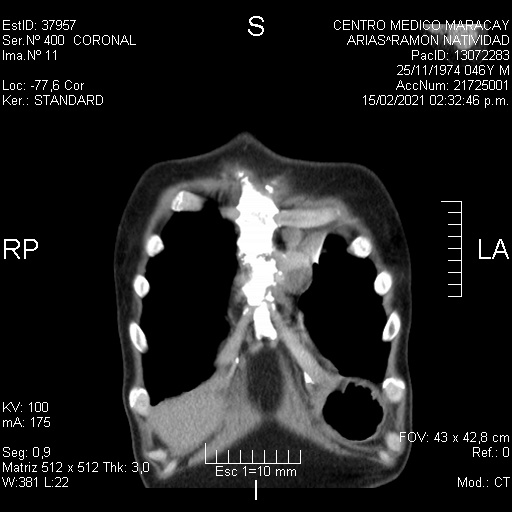 EstID: 37957
Ser.Nº 400 CORONAL
Ima.Nº 11
Loc: -77,6 Cor
Ker.: STANDARD
S
CENTRO MEDICO MARACAY
ARIAS^RAMON NATIVIDAD
PacID: 13072283
25/11/1974 046Y M
AccNum: 21725001
15/02/2021 02:32:46 p.m.
RP
LA
KV: 100
mA: 175
Seg: 0,9
Matriz 512 x 512 Thk: 3,0
W:381 L:22
Esc 1=10 mm
I
FOV: 43 x 42,8 cm
Ref.: 0
Mod.: CT